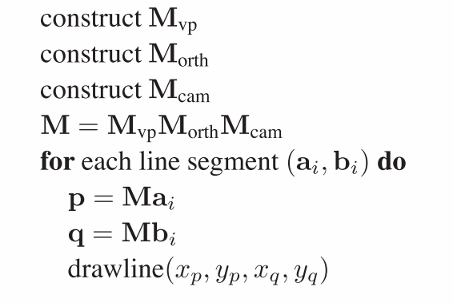 construct M_vp
construct M_orth
construct M_cam
M = M_vp M_orth M_cam
for each line segment (a_i, b_i) do
p = Ma_i
q = Mb_i
drawline(x_p, y_p, x_q, y_q)